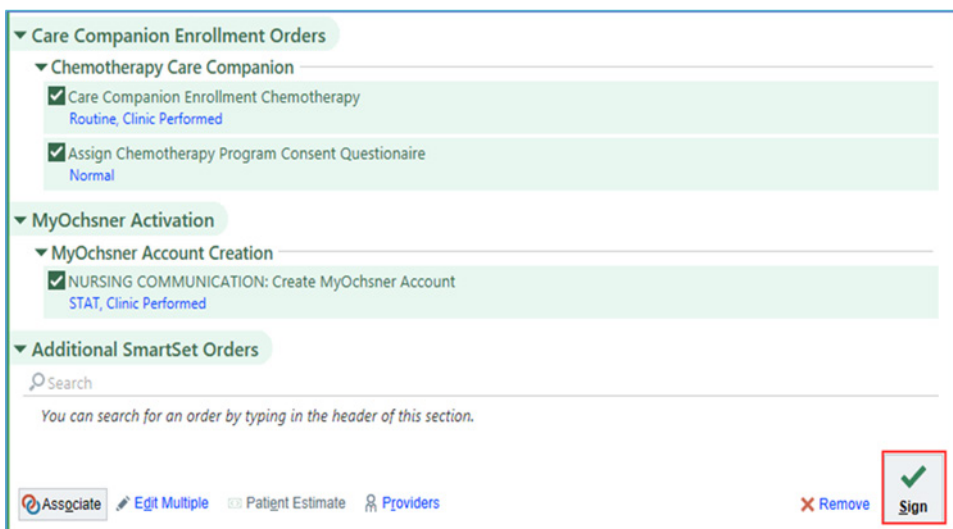 Care Companion Enrollment Orders
Chemotherapy Care Companion
Care Companion Enrollment Chemotherapy
Routine, Clinic Performed
Assign Chemotherapy Program Consent Questionaire
Normal
MyOchsner Activation
MyOchsner Account Creation
NURSING COMMUNICATION: Create MyOchsner Account
STAT, Clinic Performed
Additional SmartSet Orders
Search
You can search for an order by typing in the header of this section.
Associate Edit Multiple Patient Estimate Providers Remove Sign